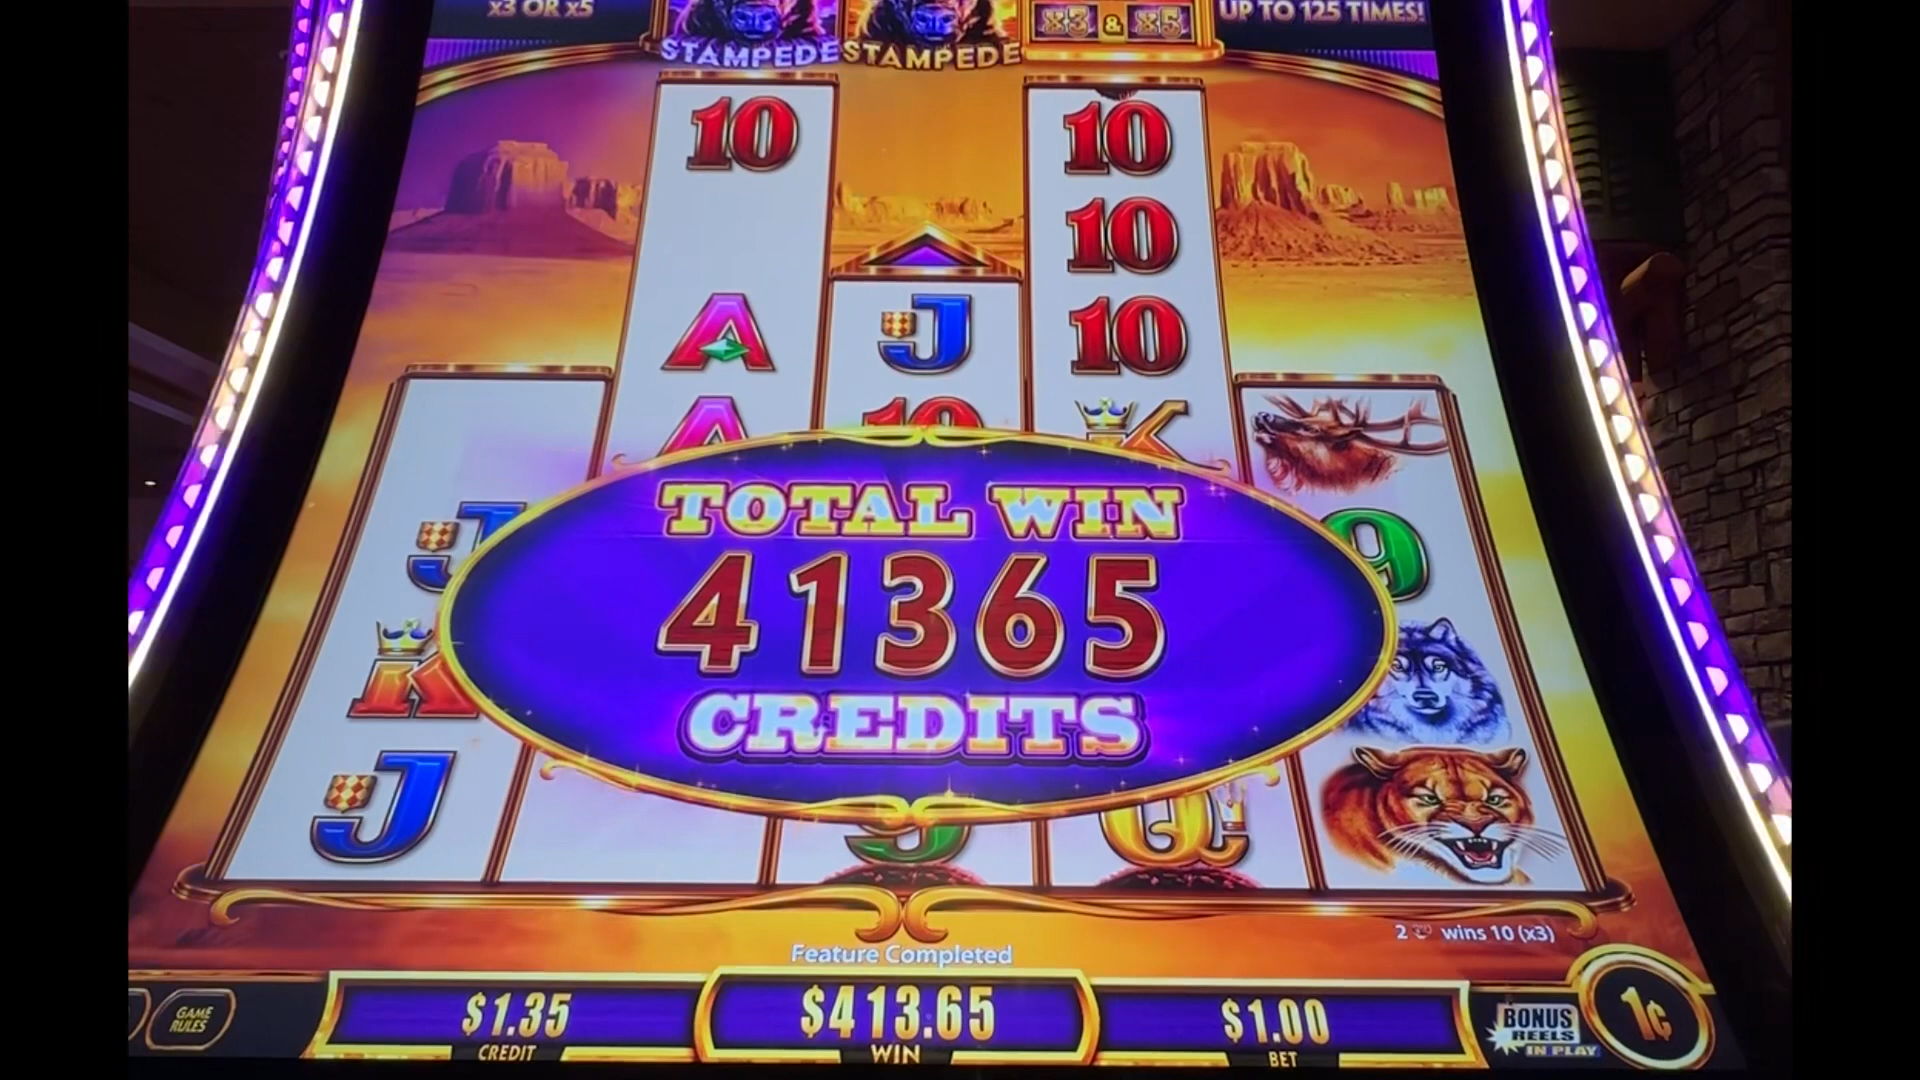 x3 OR x5
STAMPEDE STAMPEDE
x3 & x5
UP TO 125 TIMES!
10
10
10
J
A
10
10
A
K
J
9
TOTAL WIN
41365
CREDITS
K
J
Q
2 wins 10 (x3)
Feature Completed
GAME RULES
$1.35
CREDIT
$413.65
WIN
$1.00
BET
BONUS
REELS
IN PLAY
1¢